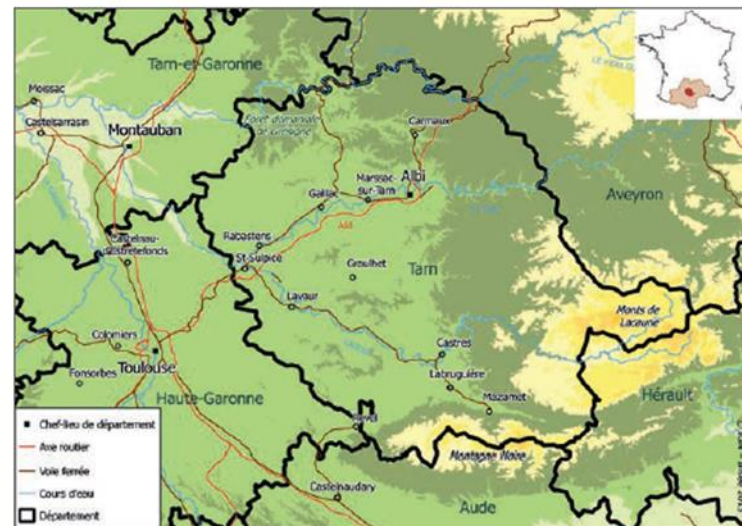 Tarn-et-Garonne
Moissac
Castelsarrasin
Montauban
Forêt domaniale
de Grésigne
Carmaux
Aveyron
Marssac-
sur-Tarn
Albi
Gaillac
A68
Rabastens
Castelnau-
d'Estretefonds
St-Sulpice
Graulhet
Tarn
Monts de
Lacaune
Lavaur
Colomiers
Toulouse
Castres
Fonsorbes
Labruguière
Hérault
Haute-Garonne
Mazamet
Revel
Montagne Noire
Castelnaudary
Aude
Chef-lieu de département
Axe routier
Voie ferrée
Cours d'eau
Département